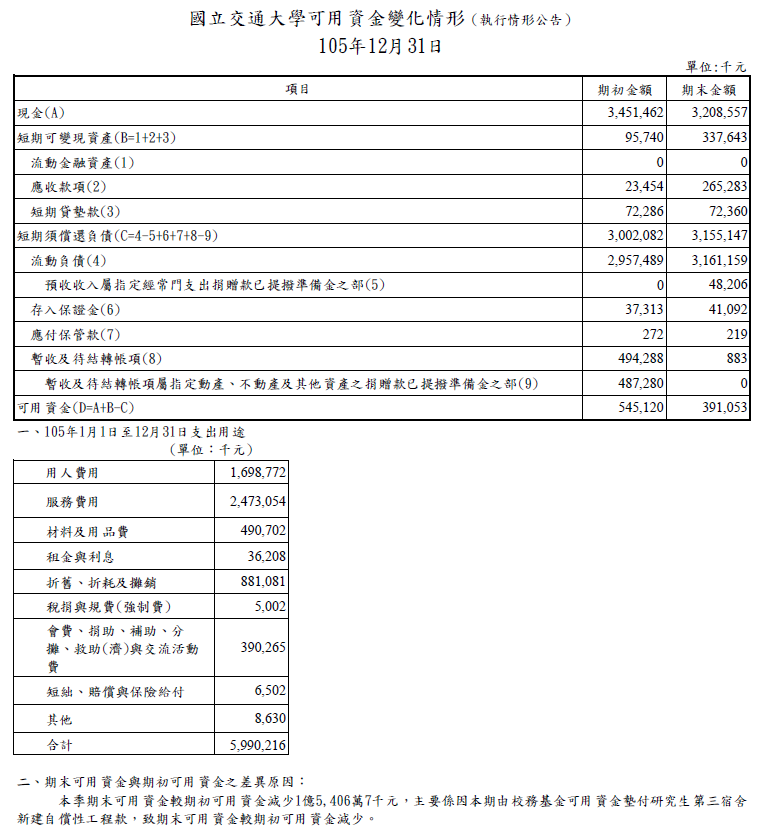 國立交通大學可用資金變化情形(執行情形公告)
105年12月31日
單位:千元
項目 期初金額 期末金額
現金(A) 3,451,462 3,208,557
短期可變現資產(B=1+2+3) 95,740 337,643
流動金融資產(1) 0 0
應收款項(2) 23,454 265,283
短期貸墊款(3) 72,286 72,360
短期須償還負債(C=4-5+6+7+8-9) 3,002,082 3,155,147
流動負債(4) 2,957,489 3,161,159
預收收入屬指定經常門支出捐贈款已提撥準備金之部(5) 0 48,206
存入保證金(6) 37,313 41,092
應付保管款(7) 272 219
暫收及待結轉帳項(8) 494,288 883
暫收及待結轉帳項屬指定動產、不動產及其他資產之捐贈款已提撥準備金之部(9) 487,280 0
可用資金(D=A+B-C) 545,120 391,053
一、105年1月1日至12月31日支出用途
(單位：千元)
用人費用 1,698,772
服務費用 2,473,054
材料及用品費 490,702
租金與利息 36,208
折舊、折耗及攤銷 881,081
稅捐與規費(強制費) 5,002
會費、捐助、補助、分
攤、救助(濟)與交流活動 390,265
費
短絀、賠償與保險給付 6,502
其他 8,630
合計 5,990,216
二、期末可用資金與期初可用資金之差異原因：
本季期末可用資金較期初可用資金減少1億5,406萬7千元，主要係因本期由校務基金可用資金墊付研究生第三宿舍
新建自償性工程款，致期末可用資金較期初可用資金減少。